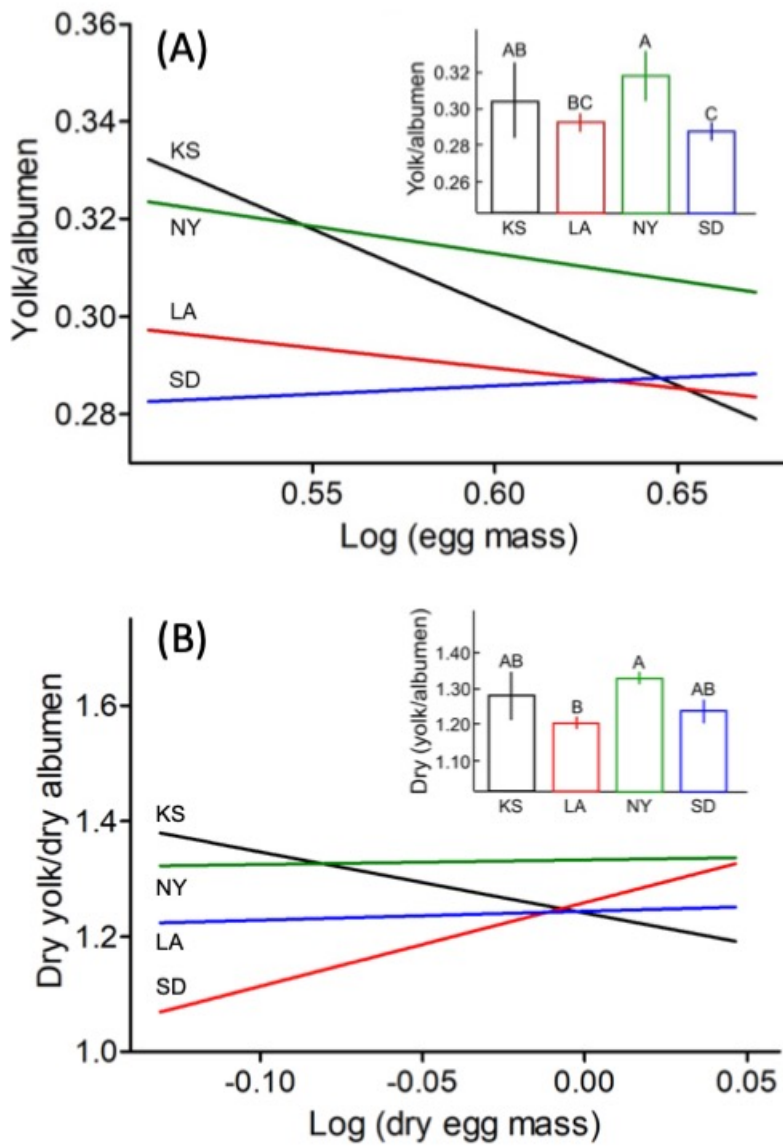 (A)
Yolk/albumen
0.36
0.34
0.32
0.30
0.28
KS
NY
LA
SD
0.55 0.60 0.65
Log (egg mass)
Yolk/albumen
0.32
0.30
0.28
0.26
AB BC A C
KS LA NY SD
(B)
Dry yolk/dry albumen
1.6
1.4
1.2
1.0
KS
NY
LA
SD
-0.10 -0.05 0.00 0.05
Log (dry egg mass)
Dry (yolk/albumen)
1.40
1.30
1.20
1.10
AB B A AB
KS LA NY SD